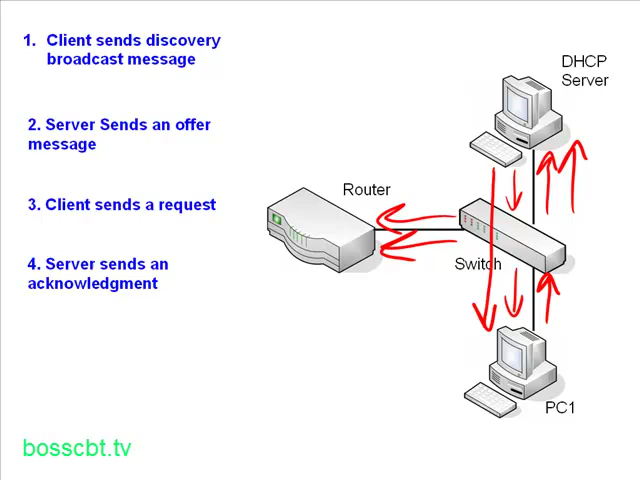 1. Client sends discovery
broadcast message
2. Server Sends an offer
message
3. Client sends a request
4. Server sends an
acknowledgment
DHCP
Server
Router
Switch
PC1
bosscbt.tv